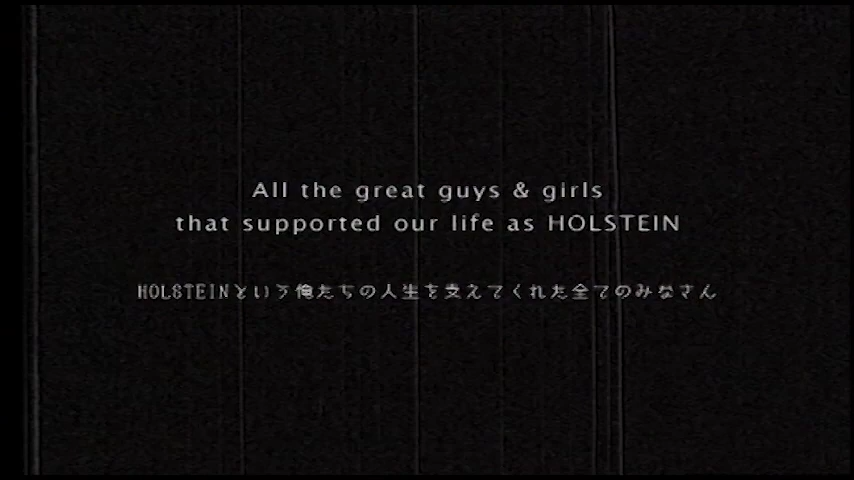 All the great guys & girls
that supported our life as HOLSTEIN
HOLSTEINという俺たちの人生を支えてくれた全てのみなさん